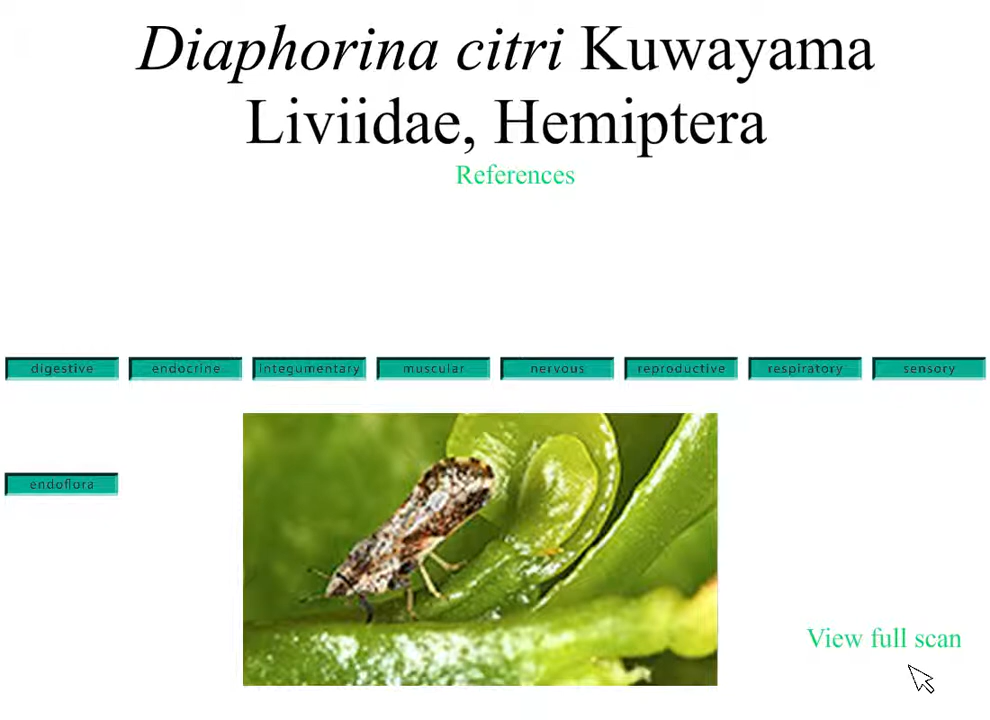 Diaphorina citri Kuwayama
Liviidae, Hemiptera
References
digestive
endocrine
integumentary
muscular
nervous
reproductive
respiratory
sensory
endoflora
View full scan